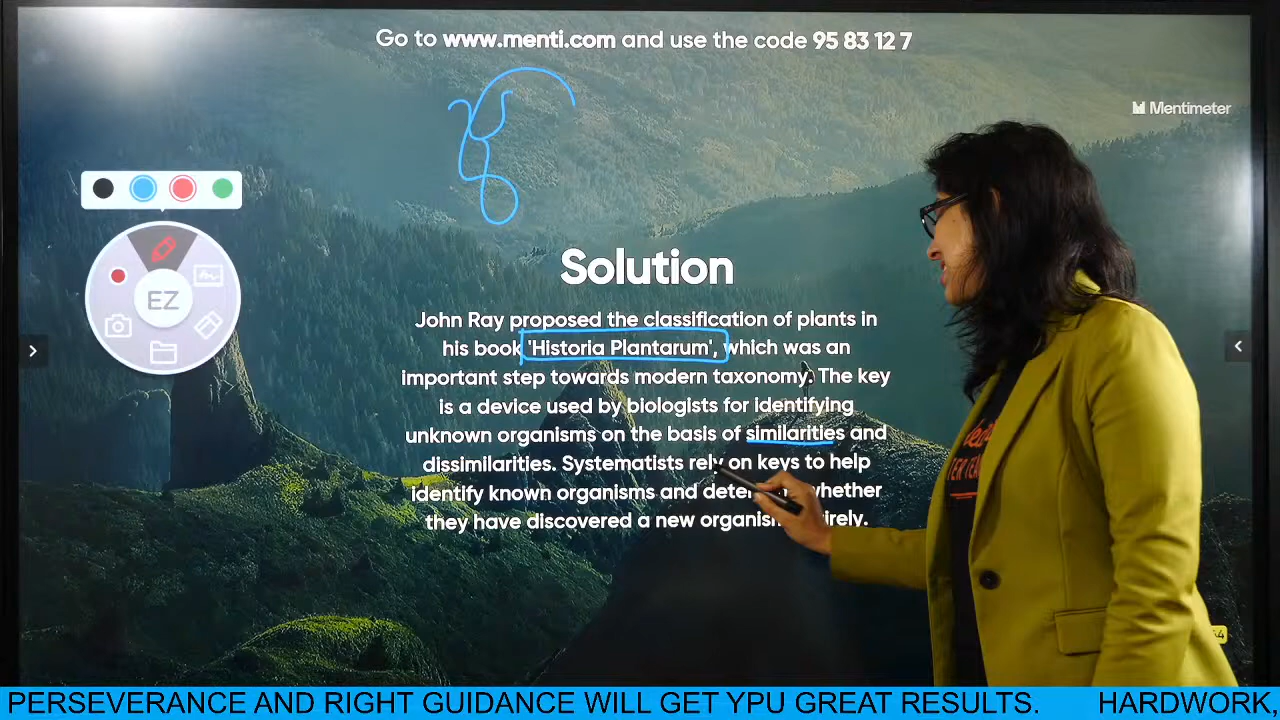 Go to www.menti.com and use the code 95 83 12 7
Mentimeter
EZ
Solution
John Ray proposed the classification of plants in
his book 'Historia Plantarum', which was an
important step towards modern taxonomy. The key
is a device used by biologists for identifying
unknown organisms on the basis of similarities and
dissimilarities. Systematists rely on keys to help
identify known organisms and whether
they have discovered a new
PERSEVERANCE AND RIGHT GUIDANCE WILL GET YPU GREAT RESULTS. HARDWORK,